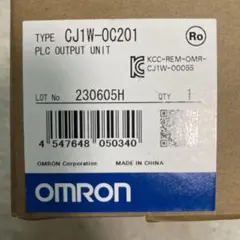 TYPE CJ1W-OC201
PLC OUTPUT UNIT
Ro
KCC-REM-OMR-
CJ1W-00055
LOT No 230605H QTY 1
4 547648 050340
OMRON Corporation MADE IN CHINA
OMRON